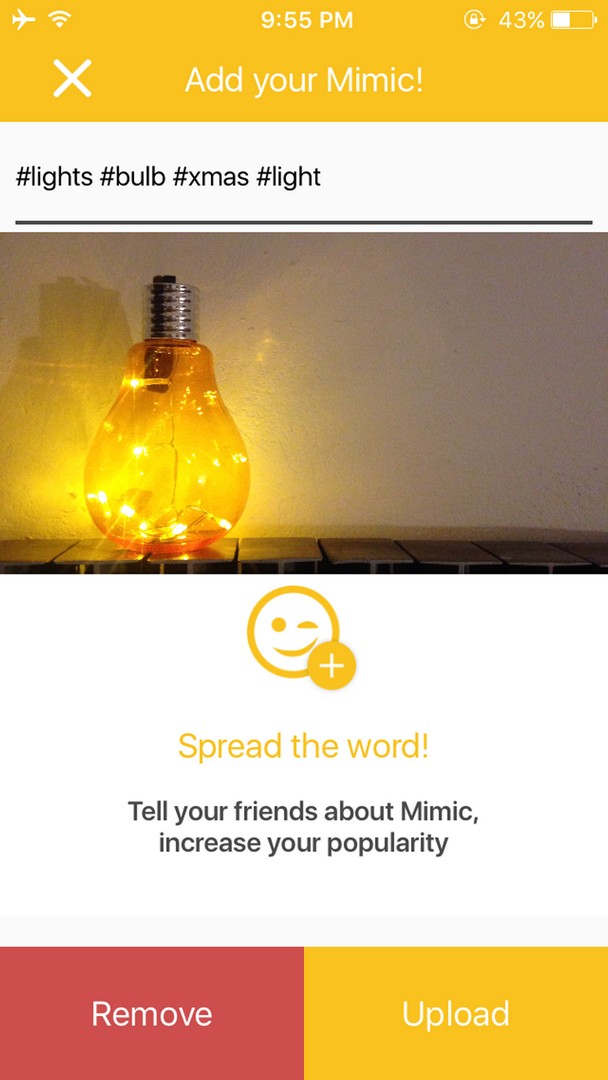 9:55 PM 43%
Add your Mimic!
#lights #bulb #xmas #light
Spread the word!
Tell your friends about Mimic,
increase your popularity
Remove Upload